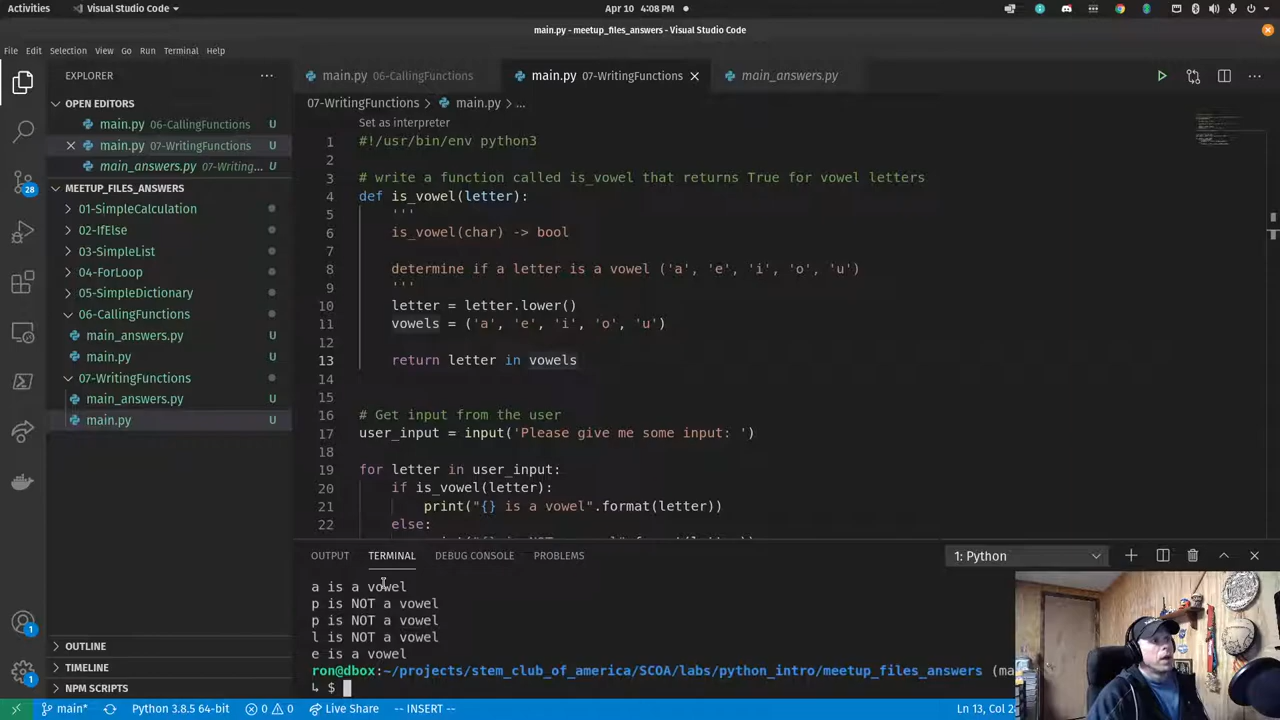 Activities
Visual Studio Code
Apr 10 4:08 PM
main.py - meetup_files_answers - Visual Studio Code
File Edit Selection View Go Run Terminal Help
EXPLORER
OPEN EDITORS
main.py 06-CallingFunctions U
main.py 07-WritingFunctions U
main_answers.py 07-Writing... U
MEETUP_FILES_ANSWERS
01-SimpleCalculation
02-IfElse
03-SimpleList
04-ForLoop
05-SimpleDictionary
06-CallingFunctions
main_answers.py U
main.py U
07-WritingFunctions
main_answers.py U
main.py U
OUTLINE
TIMELINE
NPM SCRIPTS
28
1
1
main.py 06-CallingFunctions
main.py 07-WritingFunctions
main_answers.py
07-WritingFunctions > main.py > ...
Set as interpreter
1 #!/usr/bin/env python3
2
3 # write a function called is_vowel that returns True for vowel letters
4 def is_vowel(letter):
5 '''
6 is_vowel(char) -> bool
7
8 determine if a letter is a vowel ('a', 'e', 'i', 'o', 'u')
9 '''
10 letter = letter.lower()
11 vowels = ('a', 'e', 'i', 'o', 'u')
12
13 return letter in vowels
14
15
16 # Get input from the user
17 user_input = input('Please give me some input: ')
18
19 for letter in user_input:
20 if is_vowel(letter):
21 print("{} is a vowel".format(letter))
22 else:
OUTPUT TERMINAL DEBUG CONSOLE PROBLEMS
1: Python
a is a vowel
p is NOT a vowel
p is NOT a vowel
l is NOT a vowel
e is a vowel
ron@dbox:~/projects/stem_club_of_america/SCOA/labs/python_intro/meetup_files_answers (ma
↳ $
main* Python 3.8.5 64-bit 0 0 Live Share -- INSERT -- Ln 13, Col 2